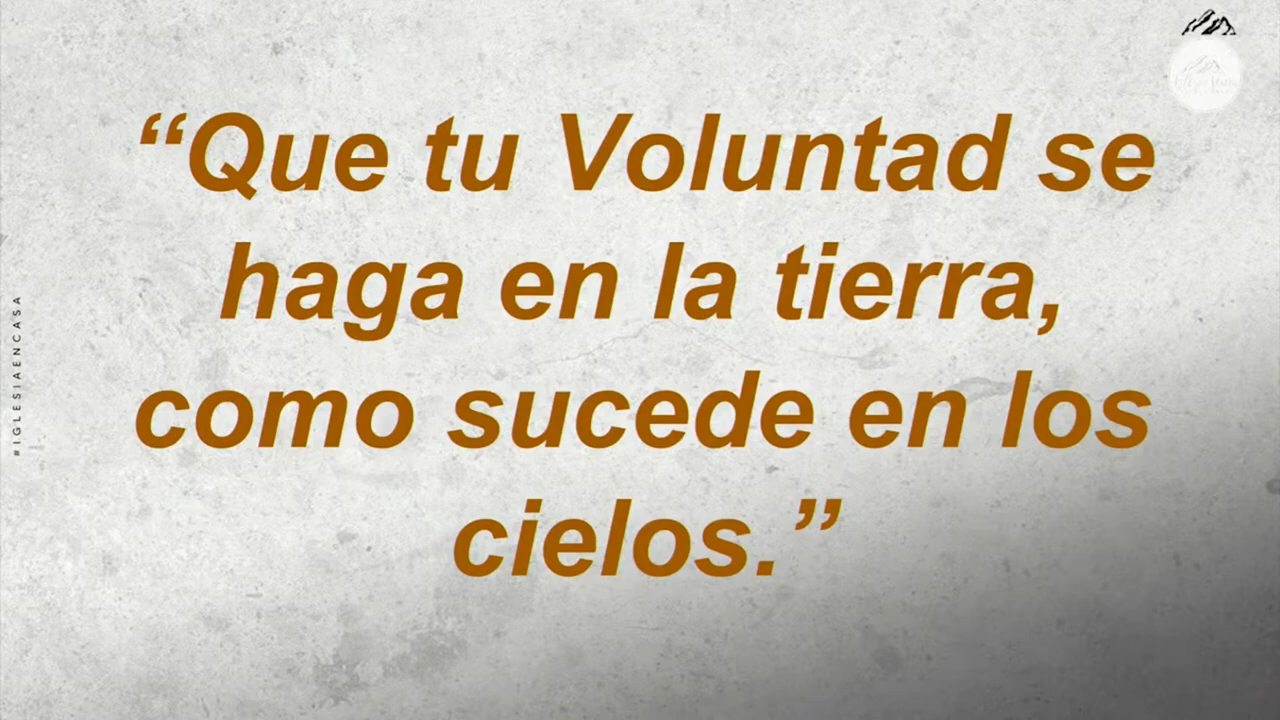 “Que tu Voluntad se
haga en la tierra,
como sucede en los
cielos.”
#IGLESIAENCASA